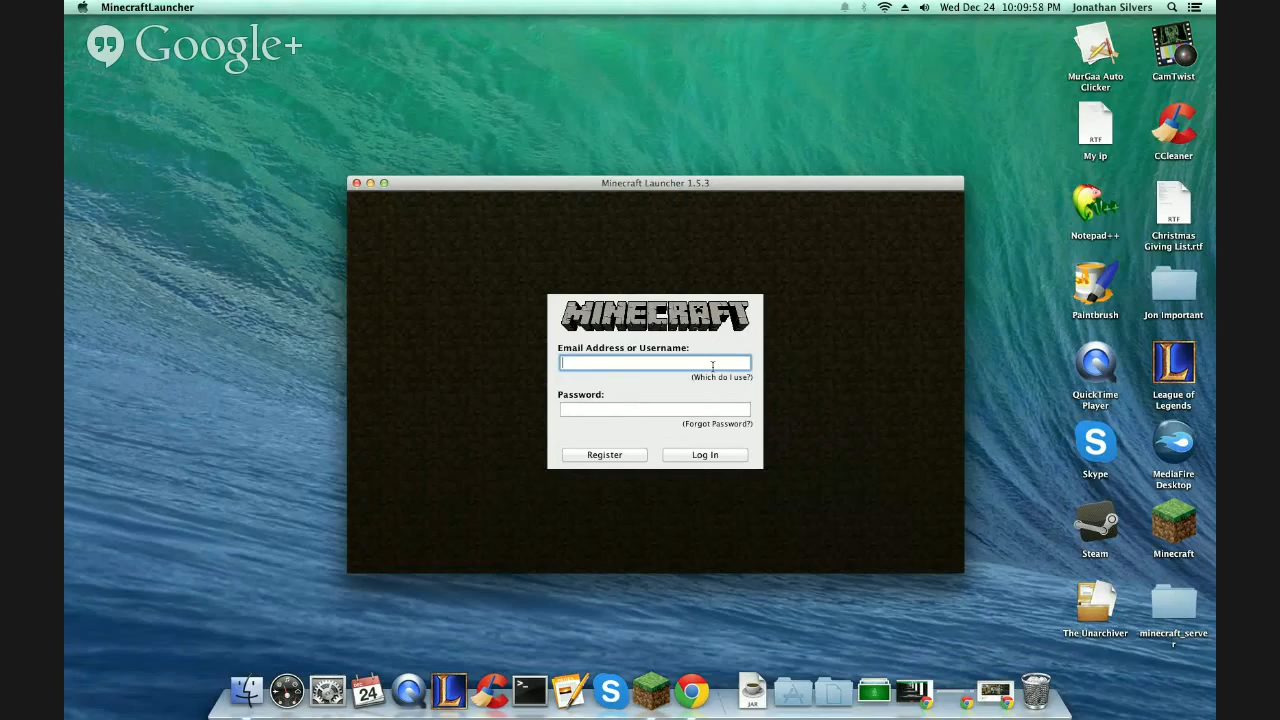 MinecraftLauncher
Wed Dec 24 10:09:58 PM Jonathan Silvers
Google+
MurGaa Auto
Clicker
CamTwist
RTF
My ip
CCleaner
Notepad++
RTF
Christmas
Giving List.rtf
Paintbrush
Jon Important
QuickTime
Player
League of
Legends
Skype
MediaFire
Desktop
Steam
Minecraft
The Unarchiver
minecraft_serve
r
Minecraft Launcher 1.5.3
MINECRAFT
Email Address or Username:
(Which do I use?)
Password:
(Forgot Password?)
Register
Log In
DEC
24
JAR